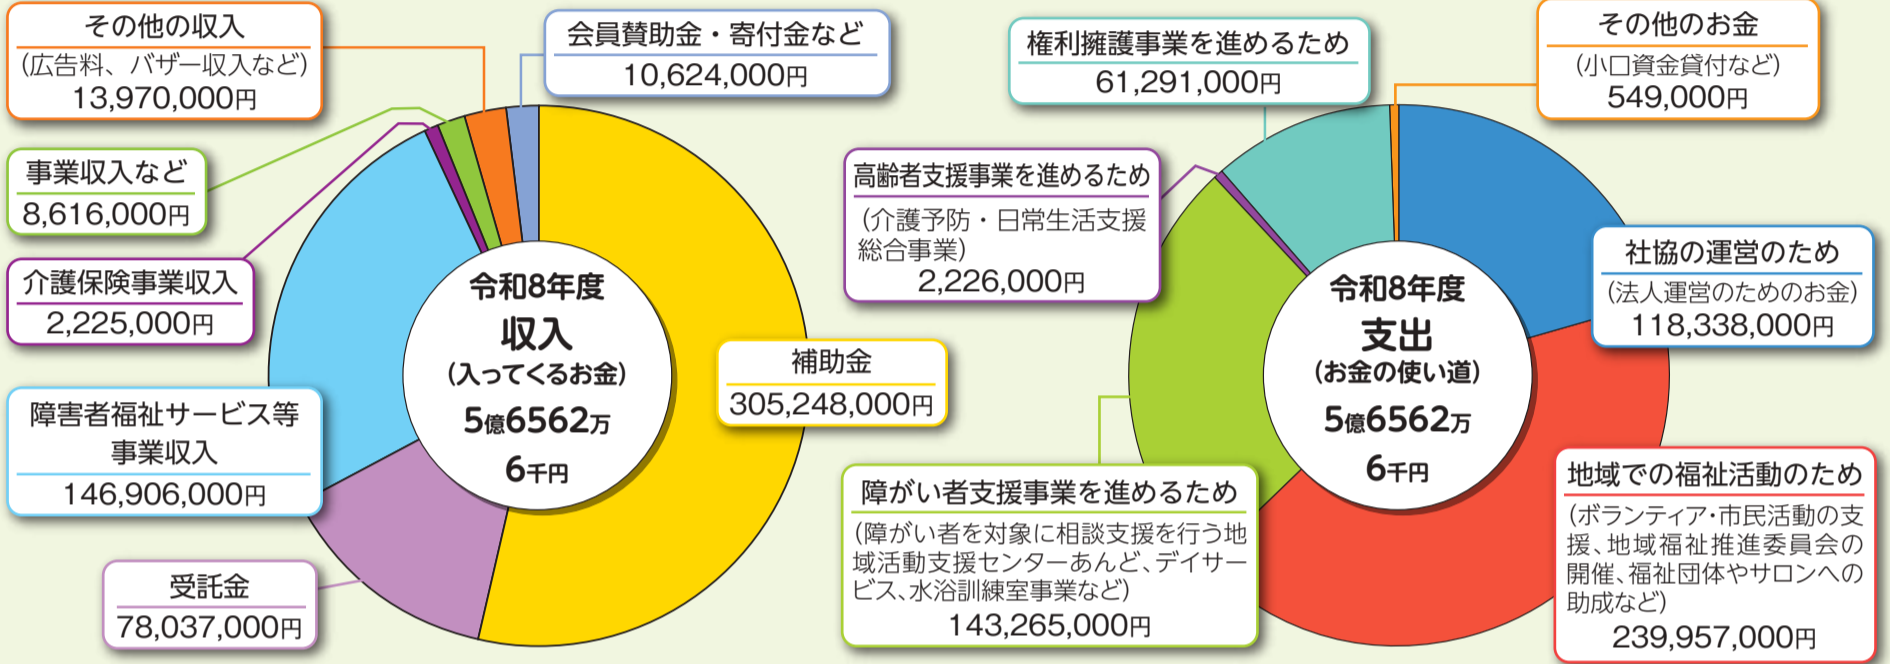 その他の収入
(広告料、バザー収入など)
13,970,000円
会員賛助金・寄付金など
10,624,000円
事業収入など
8,616,000円
介護保険事業収入
2,225,000円
障害者福祉サービス等
事業収入
146,906,000円
受託金
78,037,000円
補助金
305,248,000円
令和8年度
収入
(入ってくるお金)
5億6562万
6千円
権利擁護事業を進めるため
61,291,000円
その他のお金
(小口資金貸付など)
549,000円
高齢者支援事業を進めるため
(介護予防・日常生活支援
総合事業)
2,226,000円
社協の運営のため
(法人運営のためのお金)
118,338,000円
令和8年度
支出
(お金の使い道)
5億6562万
6千円
障がい者支援事業を進めるため
(障がい者を対象に相談支援を行う地
域活動支援センターあんど、デイサー
ビス、水浴訓練室事業など)
143,265,000円
地域での福祉活動のため
(ボランティア・市民活動の支
援、地域福祉推進委員会の
開催、福祉団体やサロンへの
助成など)
239,957,000円